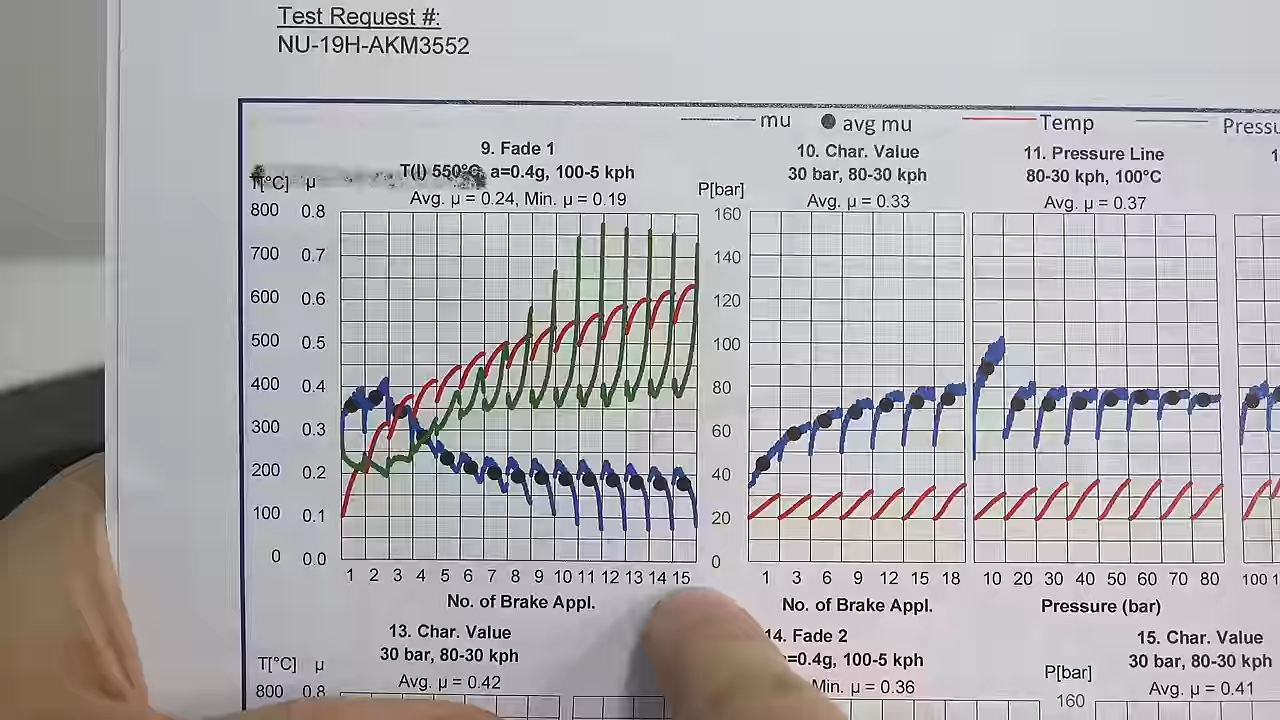 Test Request #:
NU-19H-AKM3552
mu avg mu Temp
9. Fade 1
T(I) 550°C, a=0.4g, 100-5 kph
Avg. µ = 0.24, Min. µ = 0.19
T[°C] µ
800 0.8
700 0.7
600 0.6
500 0.5
400 0.4
300 0.3
200 0.2
100 0.1
0 0.0
1 2 3 4 5 6 7 8 9 10 11 12 13 14 15
No. of Brake Appl.
10. Char. Value
30 bar, 80-30 kph
Avg. µ = 0.33
P[bar]
160
140
120
100
80
60
40
20
0
1 3 6 9 12 15 18
No. of Brake Appl.
11. Pressure Line
80-30 kph, 100°C
Avg. µ = 0.37
10 20 30 40 50 60 70 80
Pressure (bar)
100
13. Char. Value
30 bar, 80-30 kph
Avg. µ = 0.42
T[°C] µ
800 0.8
14. Fade 2
=0.4g, 100-5 kph
Min. µ = 0.36
P[bar]
160
15. Char. Value
30 bar, 80-30 kph
Avg. µ = 0.41